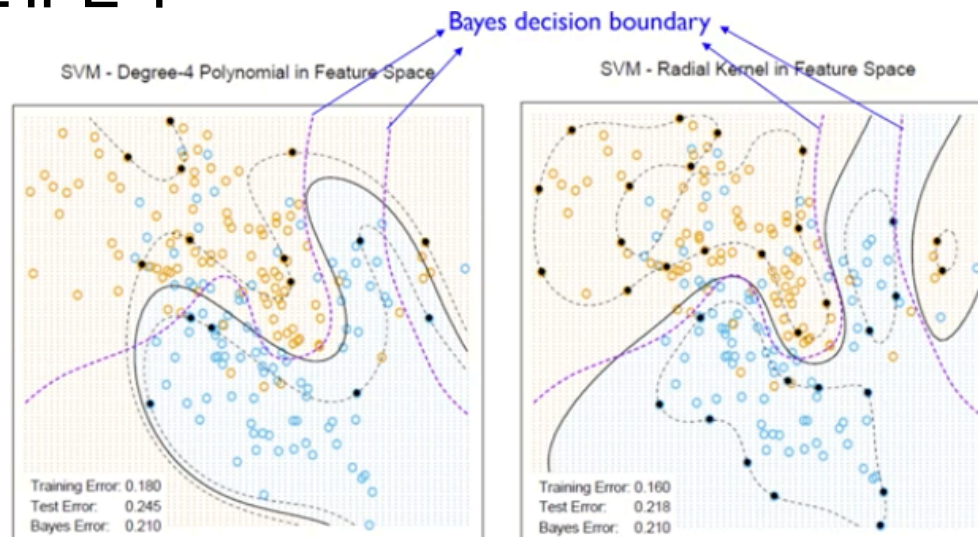 Bayes decision boundary
SVM - Degree-4 Polynomial in Feature Space
SVM - Radial Kernel in Feature Space
Training Error: 0.180
Test Error: 0.245
Bayes Error: 0.210
Training Error: 0.160
Test Error: 0.218
Bayes Error: 0.210